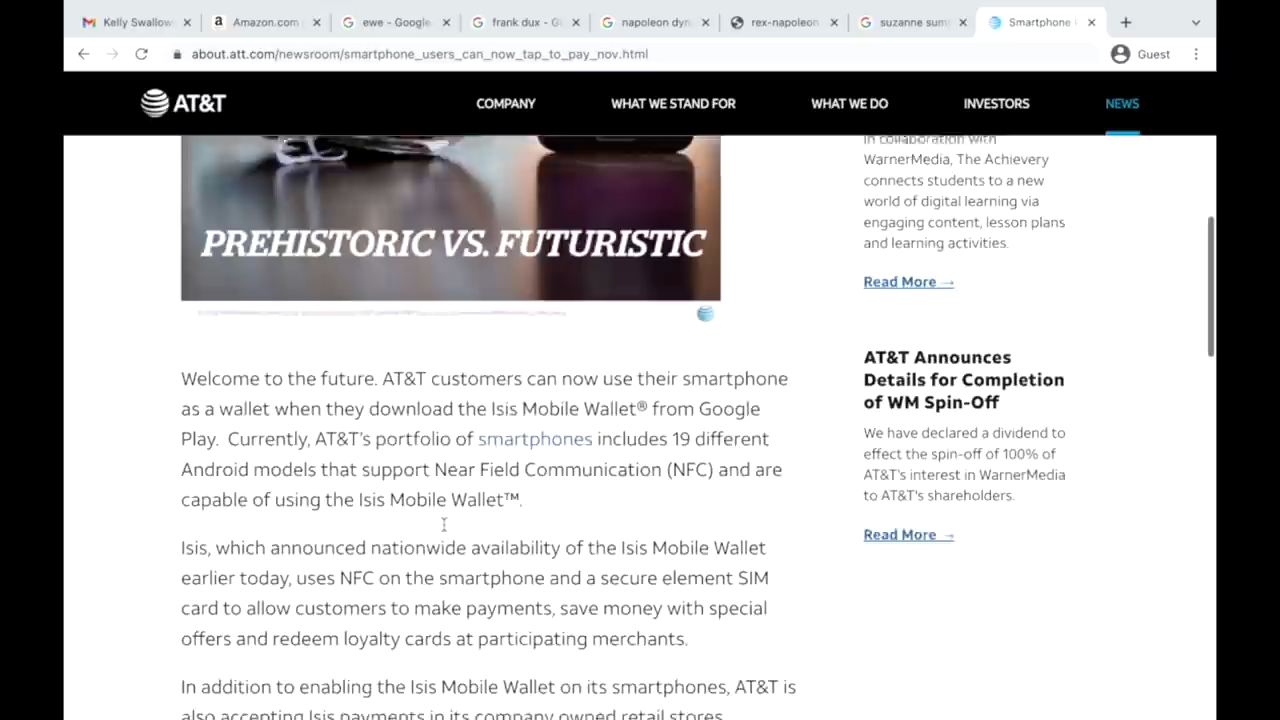 Kelly Swallow
Amazon.com
ewe - Google
frank dux - G
napoleon dyn
rex-napoleon
suzanne sum
Smartphone
about.att.com/newsroom/smartphone_users_can_now_tap_to_pay_nov.html
Guest
AT&T
COMPANY
WHAT WE STAND FOR
WHAT WE DO
INVESTORS
NEWS
PREHISTORIC VS. FUTURISTIC
Welcome to the future. AT&T customers can now use their smartphone
as a wallet when they download the Isis Mobile Wallet® from Google
Play. Currently, AT&T's portfolio of smartphones includes 19 different
Android models that support Near Field Communication (NFC) and are
capable of using the Isis Mobile Wallet™.
Isis, which announced nationwide availability of the Isis Mobile Wallet
earlier today, uses NFC on the smartphone and a secure element SIM
card to allow customers to make payments, save money with special
offers and redeem loyalty cards at participating merchants.
In addition to enabling the Isis Mobile Wallet on its smartphones, AT&T is
also accepting Isis payments in its company owned retail stores
In collaboration with
WarnerMedia, The Achievery
connects students to a new
world of digital learning via
engaging content, lesson plans
and learning activities.
Read More →
AT&T Announces
Details for Completion
of WM Spin-Off
We have declared a dividend to
effect the spin-off of 100% of
AT&T's interest in WarnerMedia
to AT&T's shareholders.
Read More →